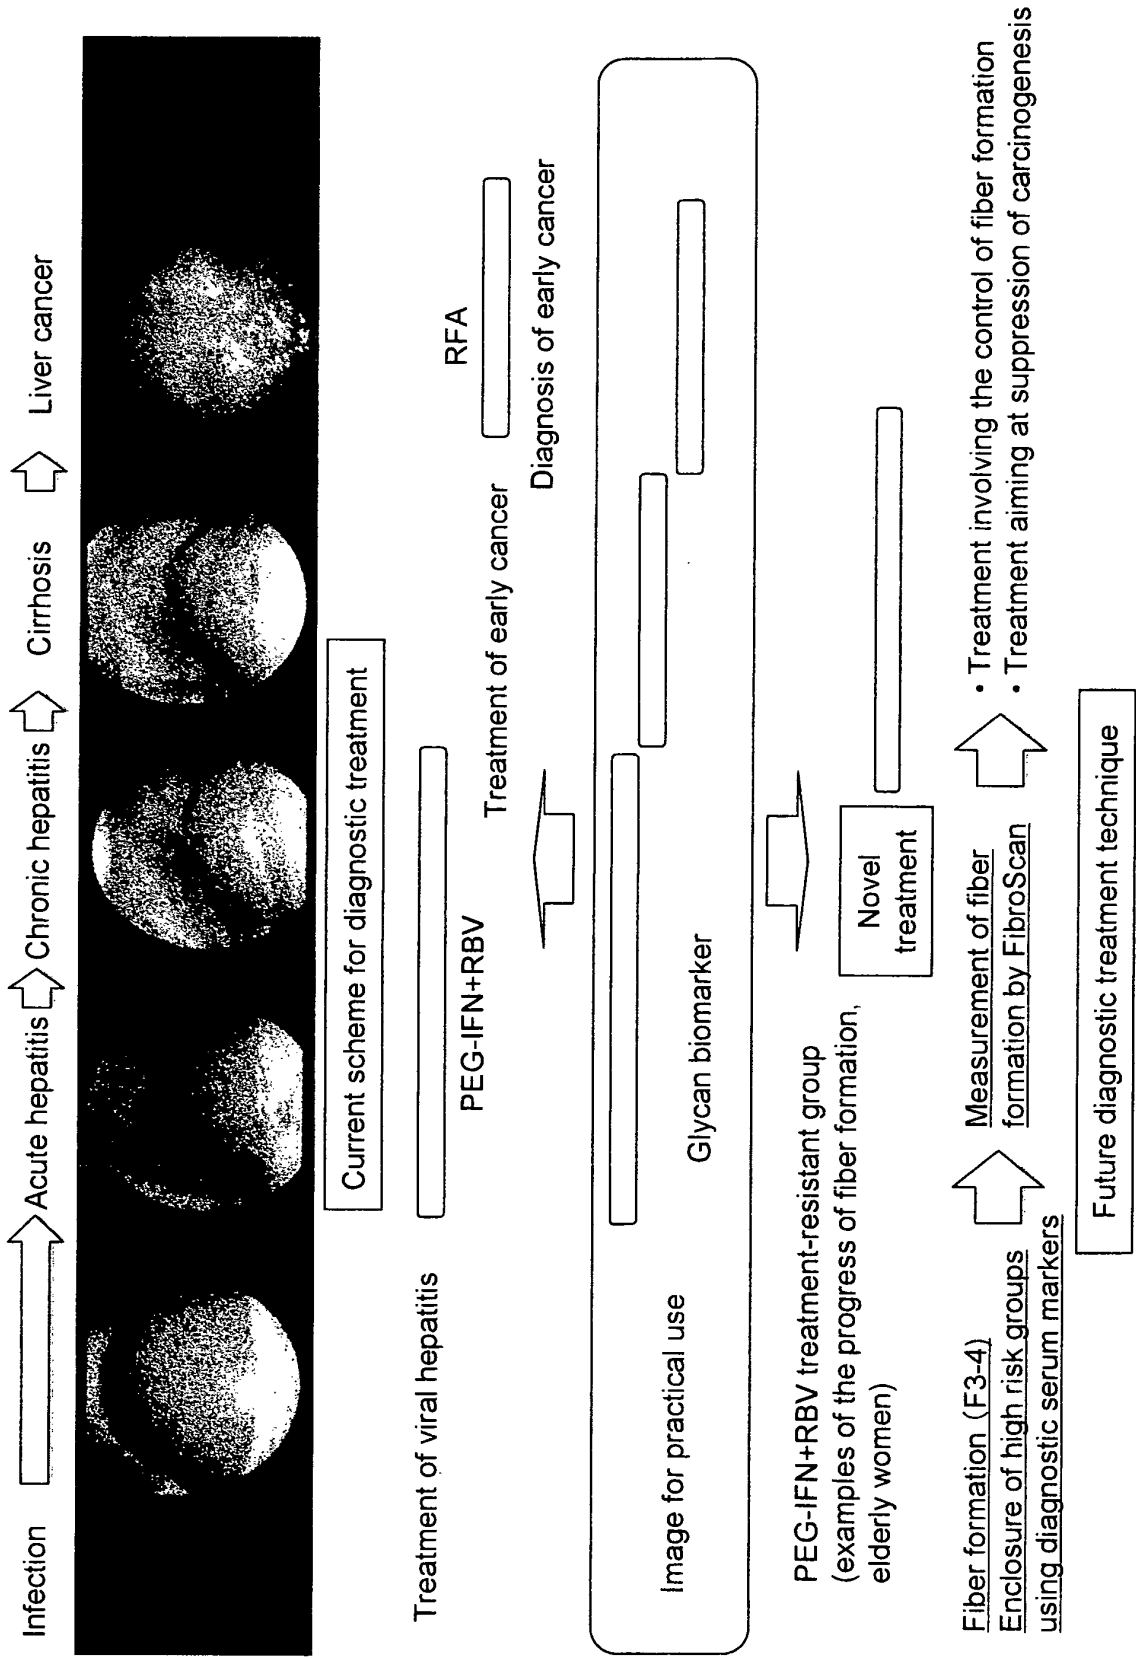 Infection
Acute hepatitis
Chronic hepatitis
Cirrhosis
Liver cancer
Current scheme for diagnostic treatment
Treatment of viral hepatitis
PEG-IFN+RBV
RFA
Treatment of early cancer
Diagnosis of early cancer
Image for practical use
Glycan biomarker
PEG-IFN+RBV treatment-resistant group
(examples of the progress of fiber formation,
elderly women)
Novel
treatment
Fiber formation (F3-4)
Enclosure of high risk groups
using diagnostic serum markers
Measurement of fiber
formation by FibroScan
• Treatment involving the control of fiber formation
• Treatment aiming at suppression of carcinogenesis
Future diagnostic treatment technique